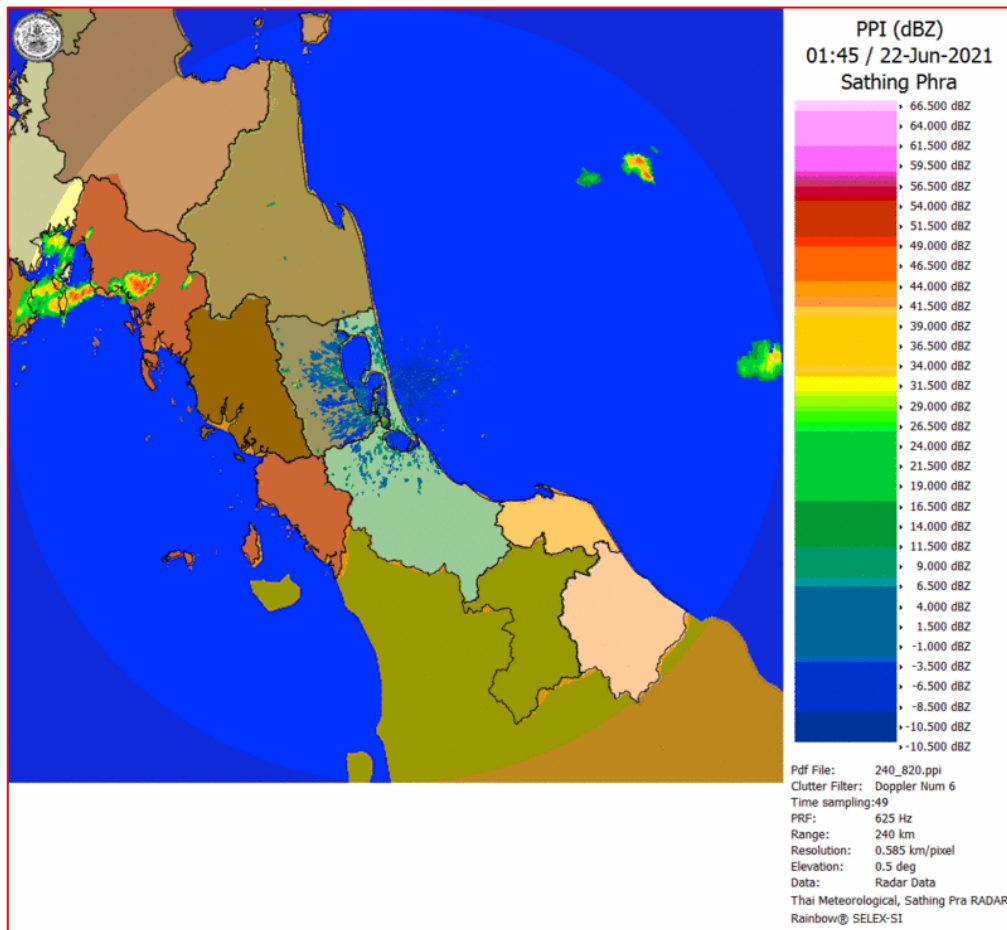 PPI (dBZ)
01:45 / 22-Jun-2021
Sathing Phra
66.500 dBZ
64.000 dBZ
61.500 dBZ
59.500 dBZ
56.500 dBZ
54.000 dBZ
51.500 dBZ
49.000 dBZ
46.500 dBZ
44.000 dBZ
41.500 dBZ
39.000 dBZ
36.500 dBZ
34.000 dBZ
31.500 dBZ
29.000 dBZ
26.500 dBZ
24.000 dBZ
21.500 dBZ
19.000 dBZ
16.500 dBZ
14.000 dBZ
11.500 dBZ
9.000 dBZ
6.500 dBZ
4.000 dBZ
1.500 dBZ
-1.000 dBZ
-3.500 dBZ
-6.500 dBZ
-8.500 dBZ
-10.500 dBZ
-10.500 dBZ
Pdf File: 240_820.ppi
Clutter Filter: Doppler Num 6
Time sampling:49
PRF: 625 Hz
Range: 240 km
Resolution: 0.585 km/pixel
Elevation: 0.5 deg
Data: Radar Data
Thai Meteorological, Sathing Pra RADAR
Rainbow® SELEX-SI